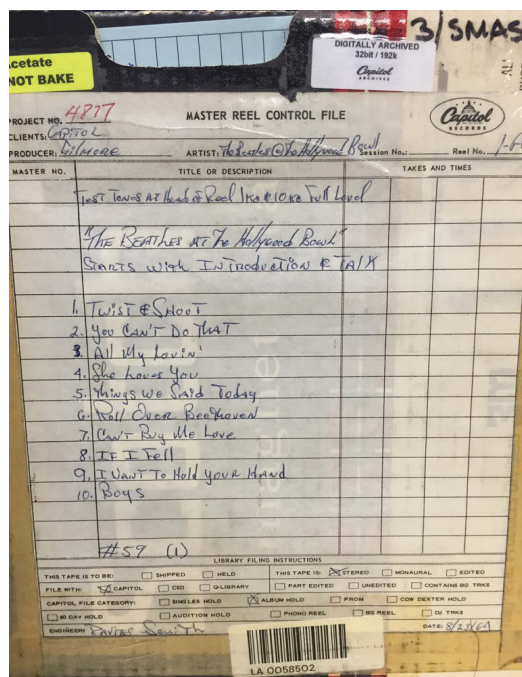 3/SMAS
Acetate
NOT BAKE
DIGITALLY ARCHIVED
32bit / 192k
Capitol
ARCHIVES
PROJECT NO. 4877
MASTER REEL CONTROL FILE
Capitol
RECORDS
CLIENTS: CAPITOL
PRODUCER: Gilmore
ARTIST: The Beatles @ The Hollywood Bowl
Session No.:
Reel No.
MASTER NO.
TITLE OR DESCRIPTION
TAKES AND TIMES
Test Tones At Head of Reel 1KC & 10KC Full Level
"The Beatles At The Hollywood Bowl"
Starts With Introduction & Talk
1. Twist & Shout
2. You Can't Do That
3. All My Lovin'
4. She Loves You
5. Things We Said Today
6. Roll Over Beethoven
7. Can't Buy Me Love
8. If I Fell
9. I Want To Hold Your Hand
10. Boys
#59 (1)
LIBRARY FILING INSTRUCTIONS
THIS TAPE IS TO BE: SHIPPED HELD THIS TAPE IS: STEREO MONAURAL EDITED
FILE WITH: CAPITOL CSD O-LIBRARY PART EDITED UNEDITED CONTAINS BG TRKS
CAPITOL FILE CATEGORY: SINGLES HOLD ALBUM HOLD PROM COW DEXTER HOLD
DAY HOLD AUDITION HOLD PHONO REEL BG REEL CU TRKS
ENGINEER: Smith
DATE: 8/23/64
LA 0058502